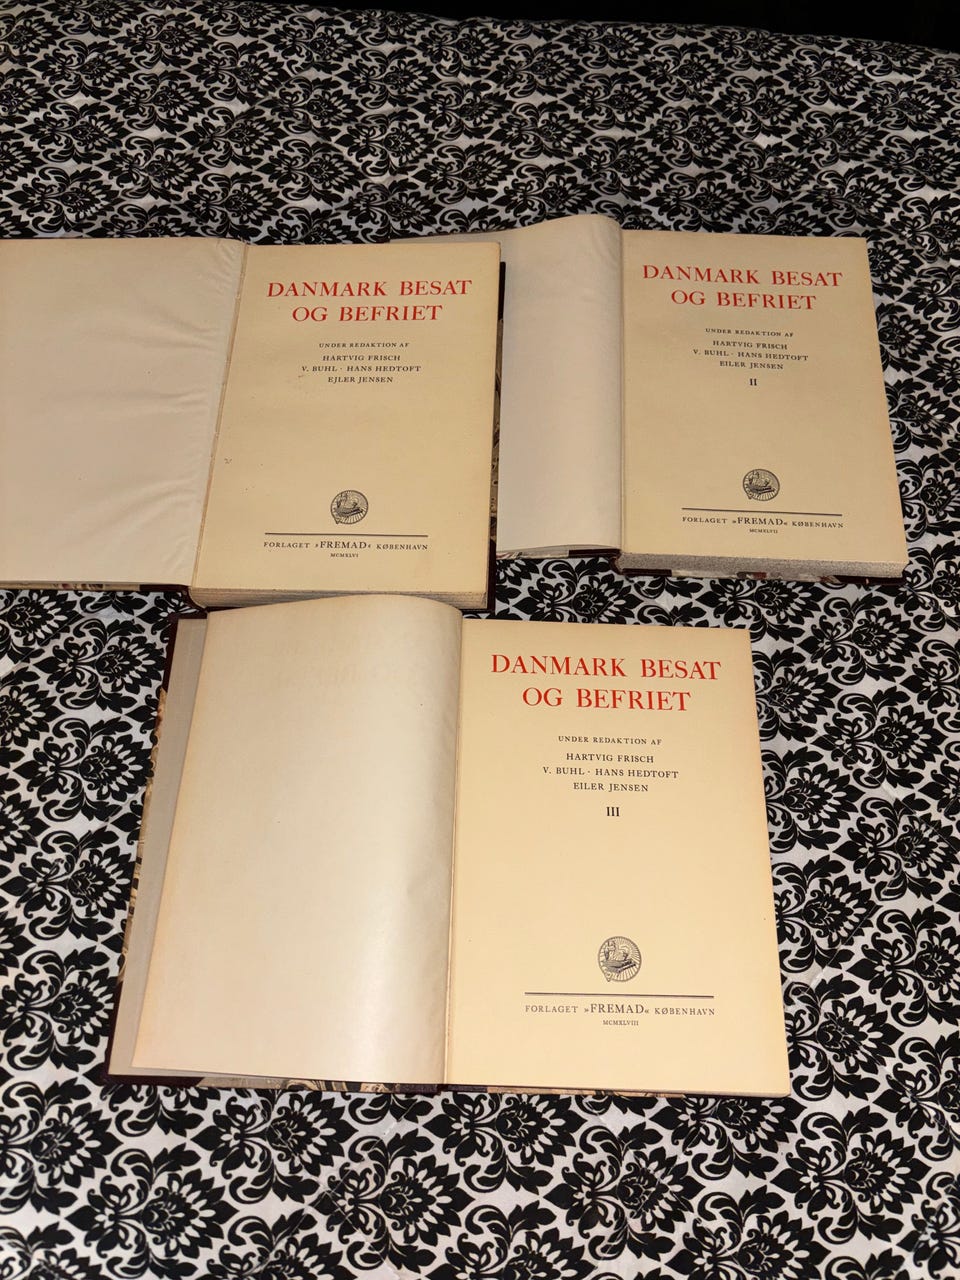 DANMARK BESAT
OG BEFRIET
UNDER REDAKTION AF
HARTVIG FRISCH
V. BUHL · HANS HEDTOFT
EJLER JENSEN
FORLAGET »FREMAD« KØBENHAVN
MCMXLVI
DANMARK BESAT
OG BEFRIET
UNDER REDAKTION AF
HARTVIG FRISCH
V. BUHL · HANS HEDTOFT
EILER JENSEN
II
FORLAGET »FREMAD« KØBENHAVN
MCMXLVII
DANMARK BESAT
OG BEFRIET
UNDER REDAKTION AF
HARTVIG FRISCH
V. BUHL · HANS HEDTOFT
EILER JENSEN
III
FORLAGET »FREMAD« KØBENHAVN
MCMXLVIII